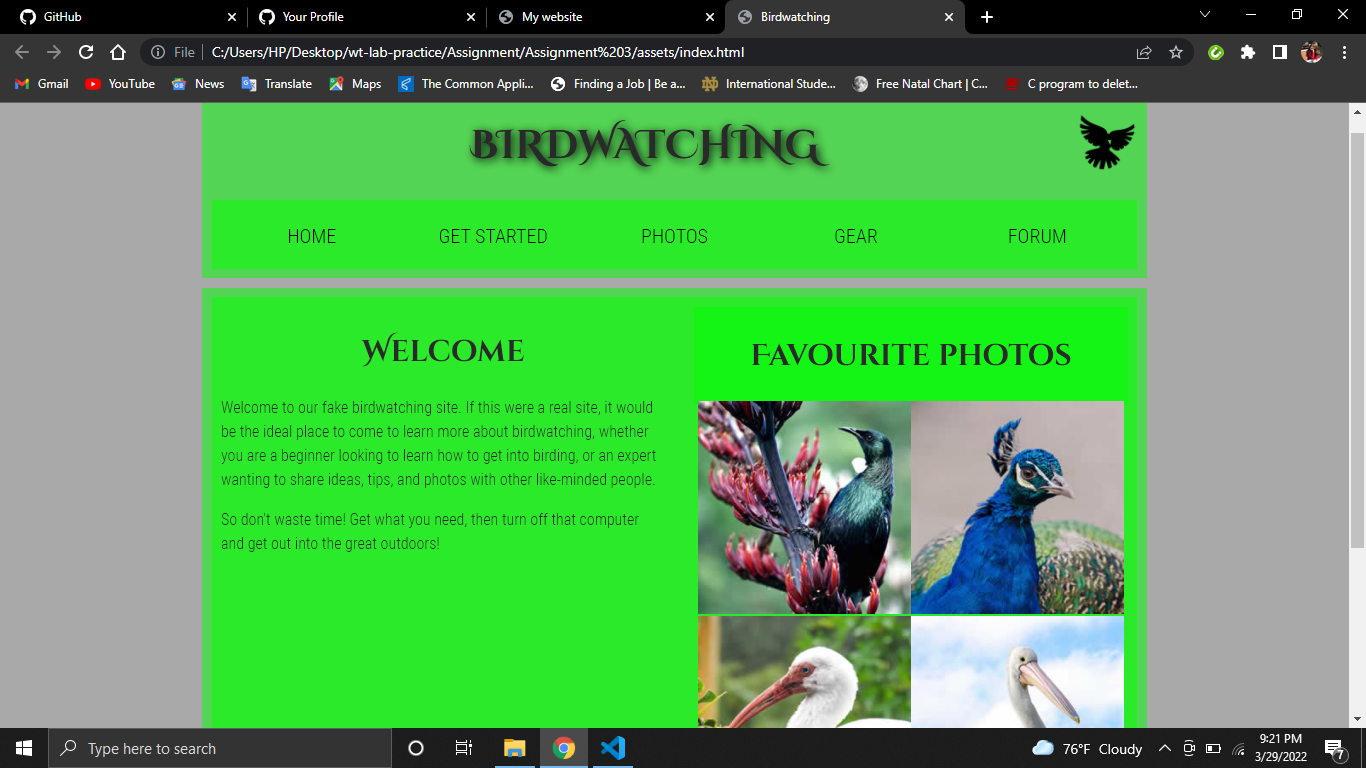 GitHub
Your Profile
My website
Birdwatching
File
C:/Users/HP/Desktop/wt-lab-practice/Assignment/Assignment%203/assets/index.html
Gmail
YouTube
News
Translate
Maps
The Common Appli...
Finding a Job | Be a...
International Stude...
Free Natal Chart | C...
C program to delet...
BIRDWATCHING
HOME
GET STARTED
PHOTOS
GEAR
FORUM
WELCOME
Welcome to our fake birdwatching site. If this were a real site, it would
be the ideal place to come to learn more about birdwatching, whether
you are a beginner looking to learn how to get into birding, or an expert
wanting to share ideas, tips, and photos with other like-minded people.
So don't waste time! Get what you need, then turn off that computer
and get out into the great outdoors!
FAVOURITE PHOTOS
Type here to search
76°F Cloudy
9:21 PM
3/29/2022
7